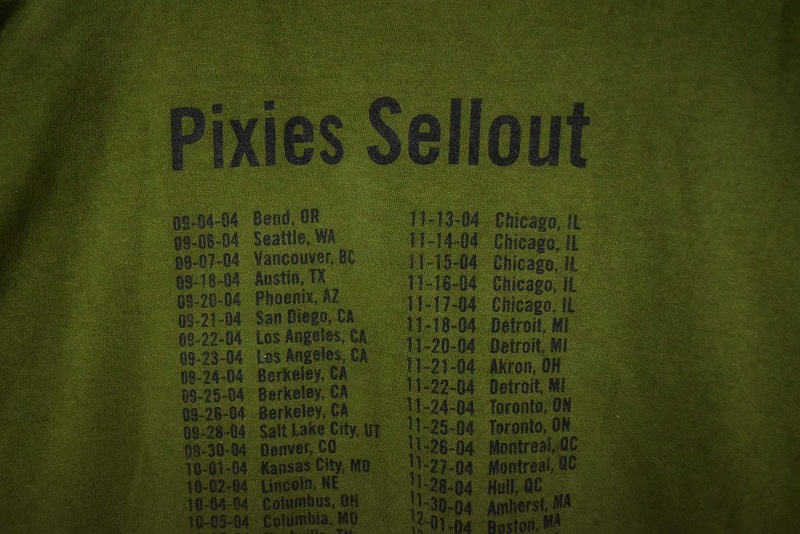 Pixies Sellout
09-04-04 Bend, OR
09-06-04 Seattle, WA
09-07-04 Vancouver, BC
09-18-04 Austin, TX
09-20-04 Phoenix, AZ
09-21-04 San Diego, CA
09-22-04 Los Angeles, CA
09-23-04 Los Angeles, CA
09-24-04 Berkeley, CA
09-25-04 Berkeley, CA
09-26-04 Berkeley, CA
09-28-04 Salt Lake City, UT
09-30-04 Denver, CO
10-01-04 Kansas City, MO
10-02-04 Lincoln, NE
10-04-04 Columbus, OH
10-05-04 Columbia, MO
11-13-04 Chicago, IL
11-14-04 Chicago, IL
11-15-04 Chicago, IL
11-16-04 Chicago, IL
11-17-04 Chicago, IL
11-18-04 Detroit, MI
11-20-04 Detroit, MI
11-21-04 Akron, OH
11-22-04 Detroit, MI
11-24-04 Toronto, ON
11-25-04 Toronto, ON
11-26-04 Montreal, QC
11-27-04 Montreal, QC
11-28-04 Hull, QC
11-30-04 Amherst, MA
12-01-04 Boston, MA